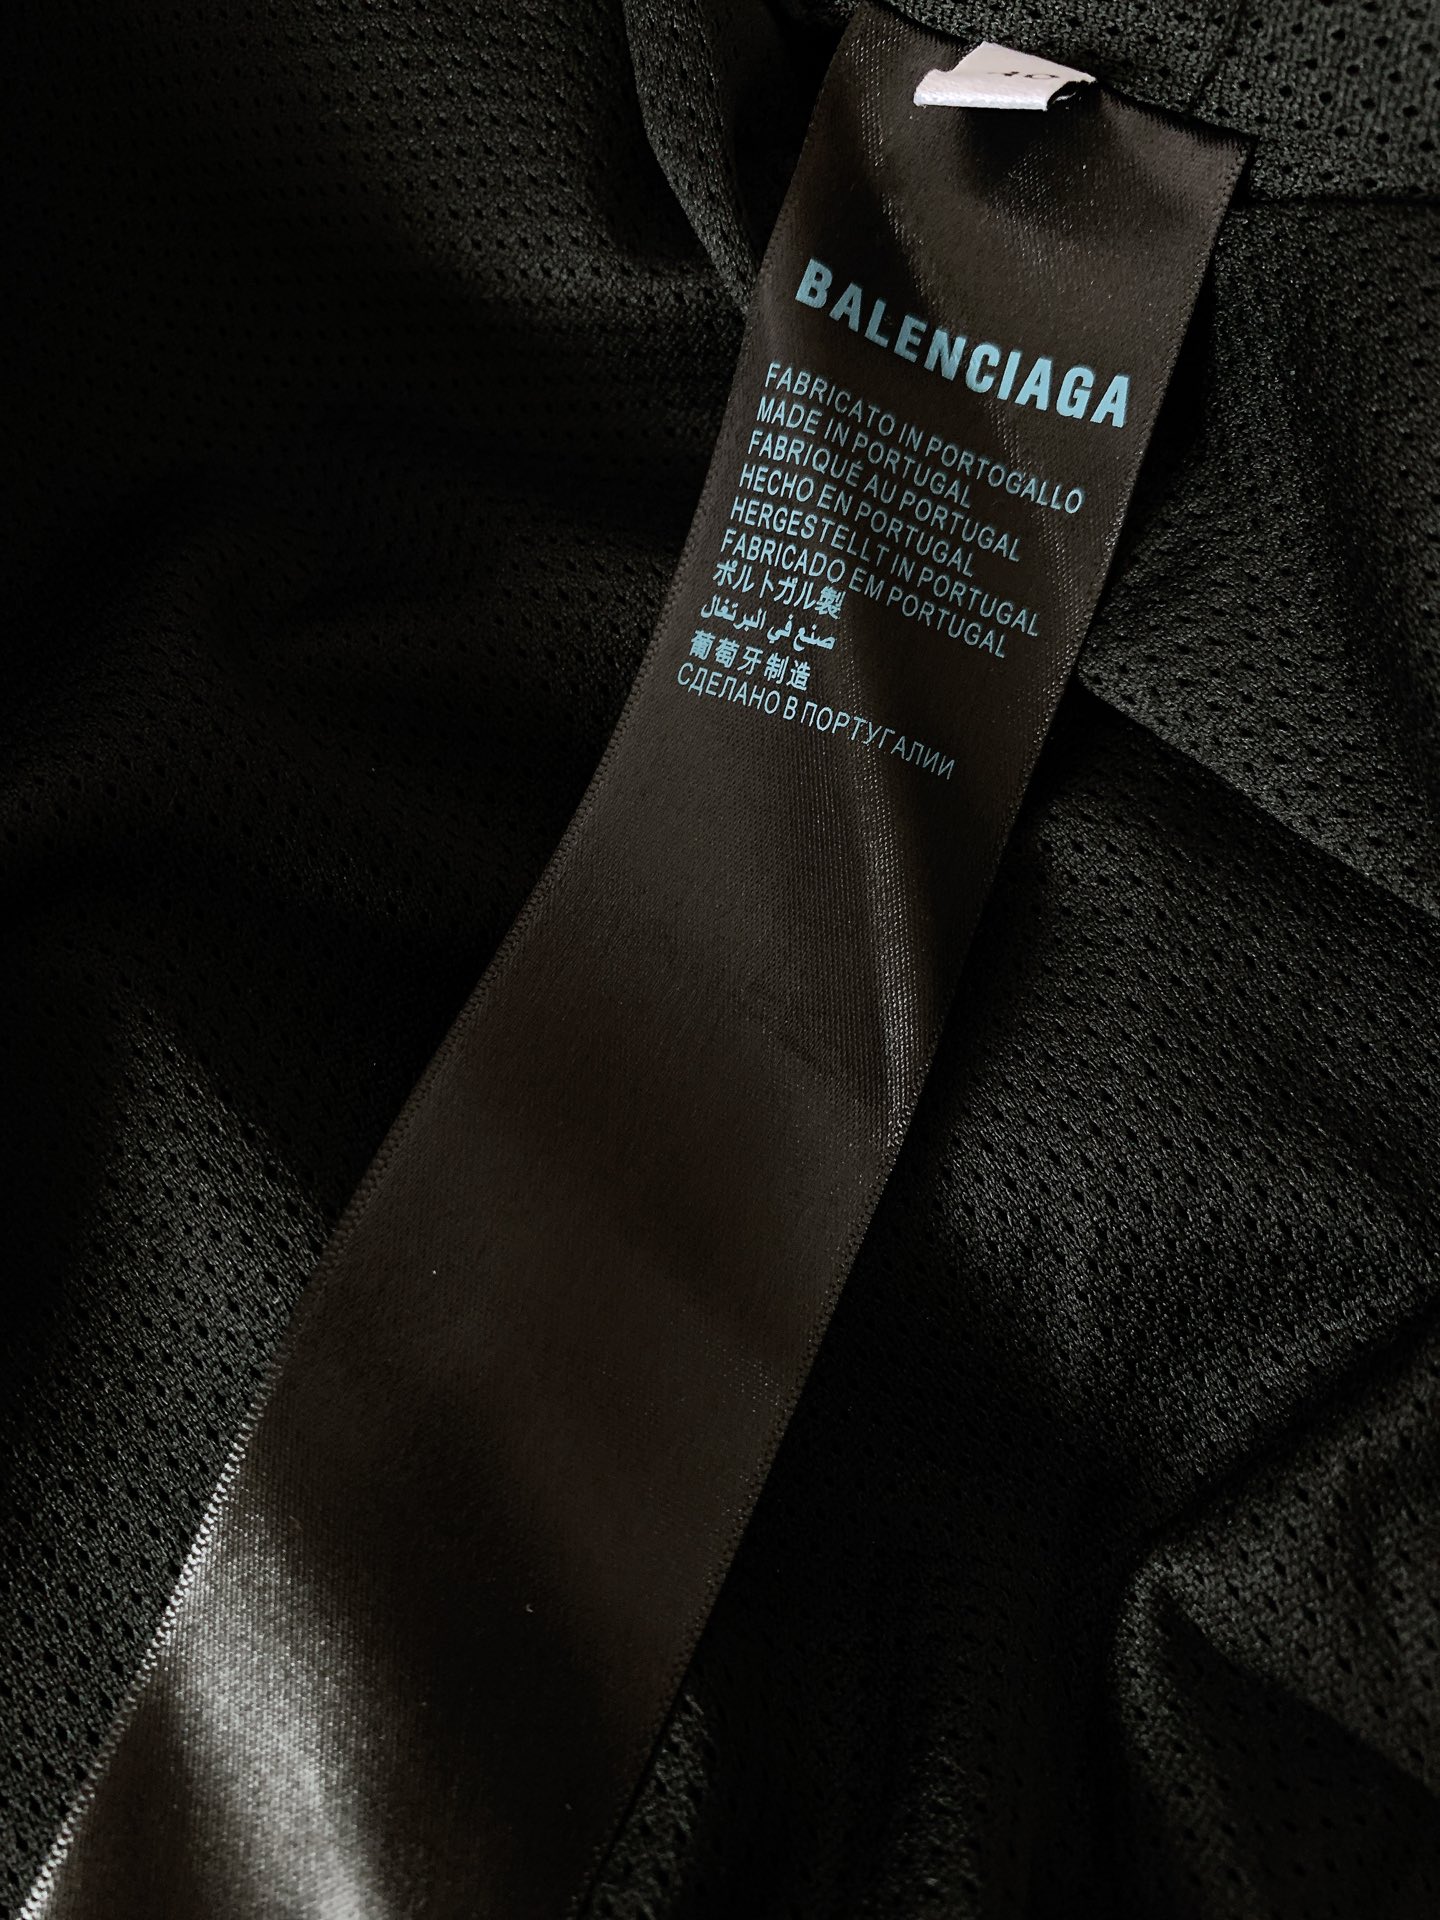 40
BALENCIAGA
FABRICATO IN PORTOGALLO
MADE IN PORTUGAL
FABRIQUÉ AU PORTUGAL
HECHO EN PORTUGAL
HERGESTELLT IN PORTUGAL
FABRICADO EM PORTUGAL
ポルトガル製
صنع في البرتغال
葡萄牙制造
СДЕЛАНО В ПОРТУГАЛИИ